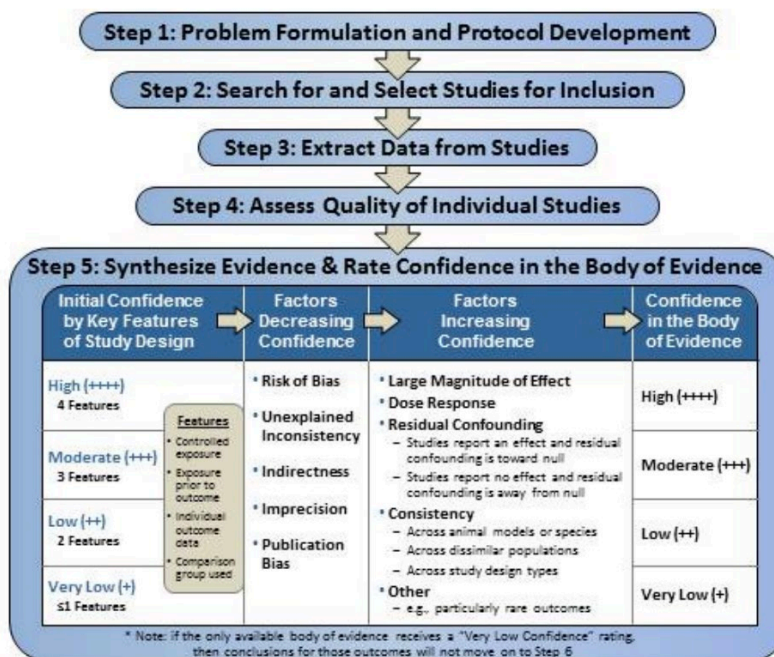 Step 1: Problem Formulation and Protocol Development
Step 2: Search for and Select Studies for Inclusion
Step 3: Extract Data from Studies
Step 4: Assess Quality of Individual Studies
Step 5: Synthesize Evidence & Rate Confidence in the Body of Evidence
Initial Confidence
by Key Features
of Study Design
Factors
Decreasing
Confidence
Factors
Increasing
Confidence
Confidence
in the Body
of Evidence
High (++++)
4 Features
Moderate (+++)
3 Features
Low (++)
2 Features
Very Low (+)
≤1 Features
Features
• Controlled
exposure
• Exposure
prior to
outcome
• Individual
outcome
data
• Comparison
group used
• Risk of Bias
• Unexplained
Inconsistency
• Indirectness
• Imprecision
• Publication
Bias
• Large Magnitude of Effect
• Dose Response
• Residual Confounding
– Studies report an effect and residual
confounding is toward null
– Studies report no effect and residual
confounding is away from null
• Consistency
– Across animal models or species
– Across dissimilar populations
– Across study design types
• Other
– e.g., particularly rare outcomes
High (++++)
Moderate (+++)
Low (++)
Very Low (+)
* Note: if the only available body of evidence receives a "Very Low Confidence" rating,
then conclusions for those outcomes will not move on to Step 6